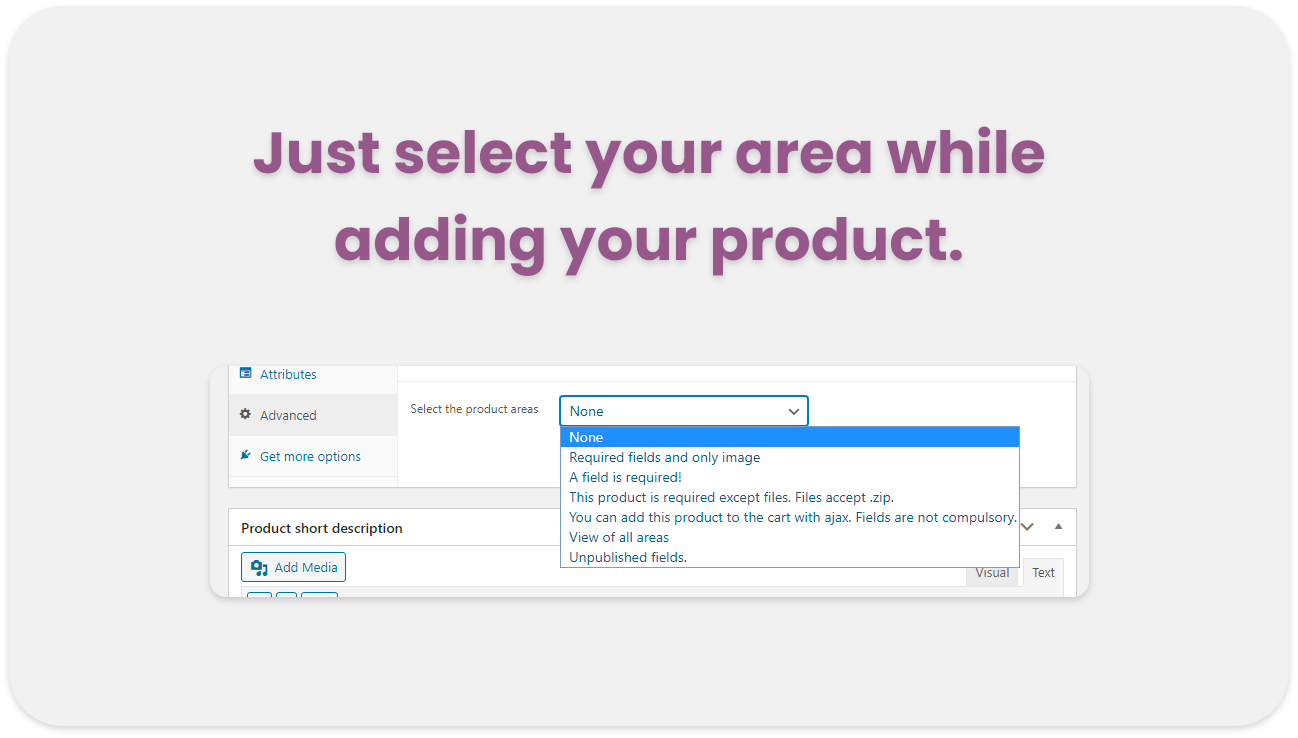 Just select your area while
adding your product.
Attributes
Advanced
Get more options
Select the product areas
None
None
Required fields and only image
A field is required!
This product is required except files. Files accept .zip.
You can add this product to the cart with ajax. Fields are not compulsory.
View of all areas
Unpublished fields.
Product short description
Add Media
Visual
Text